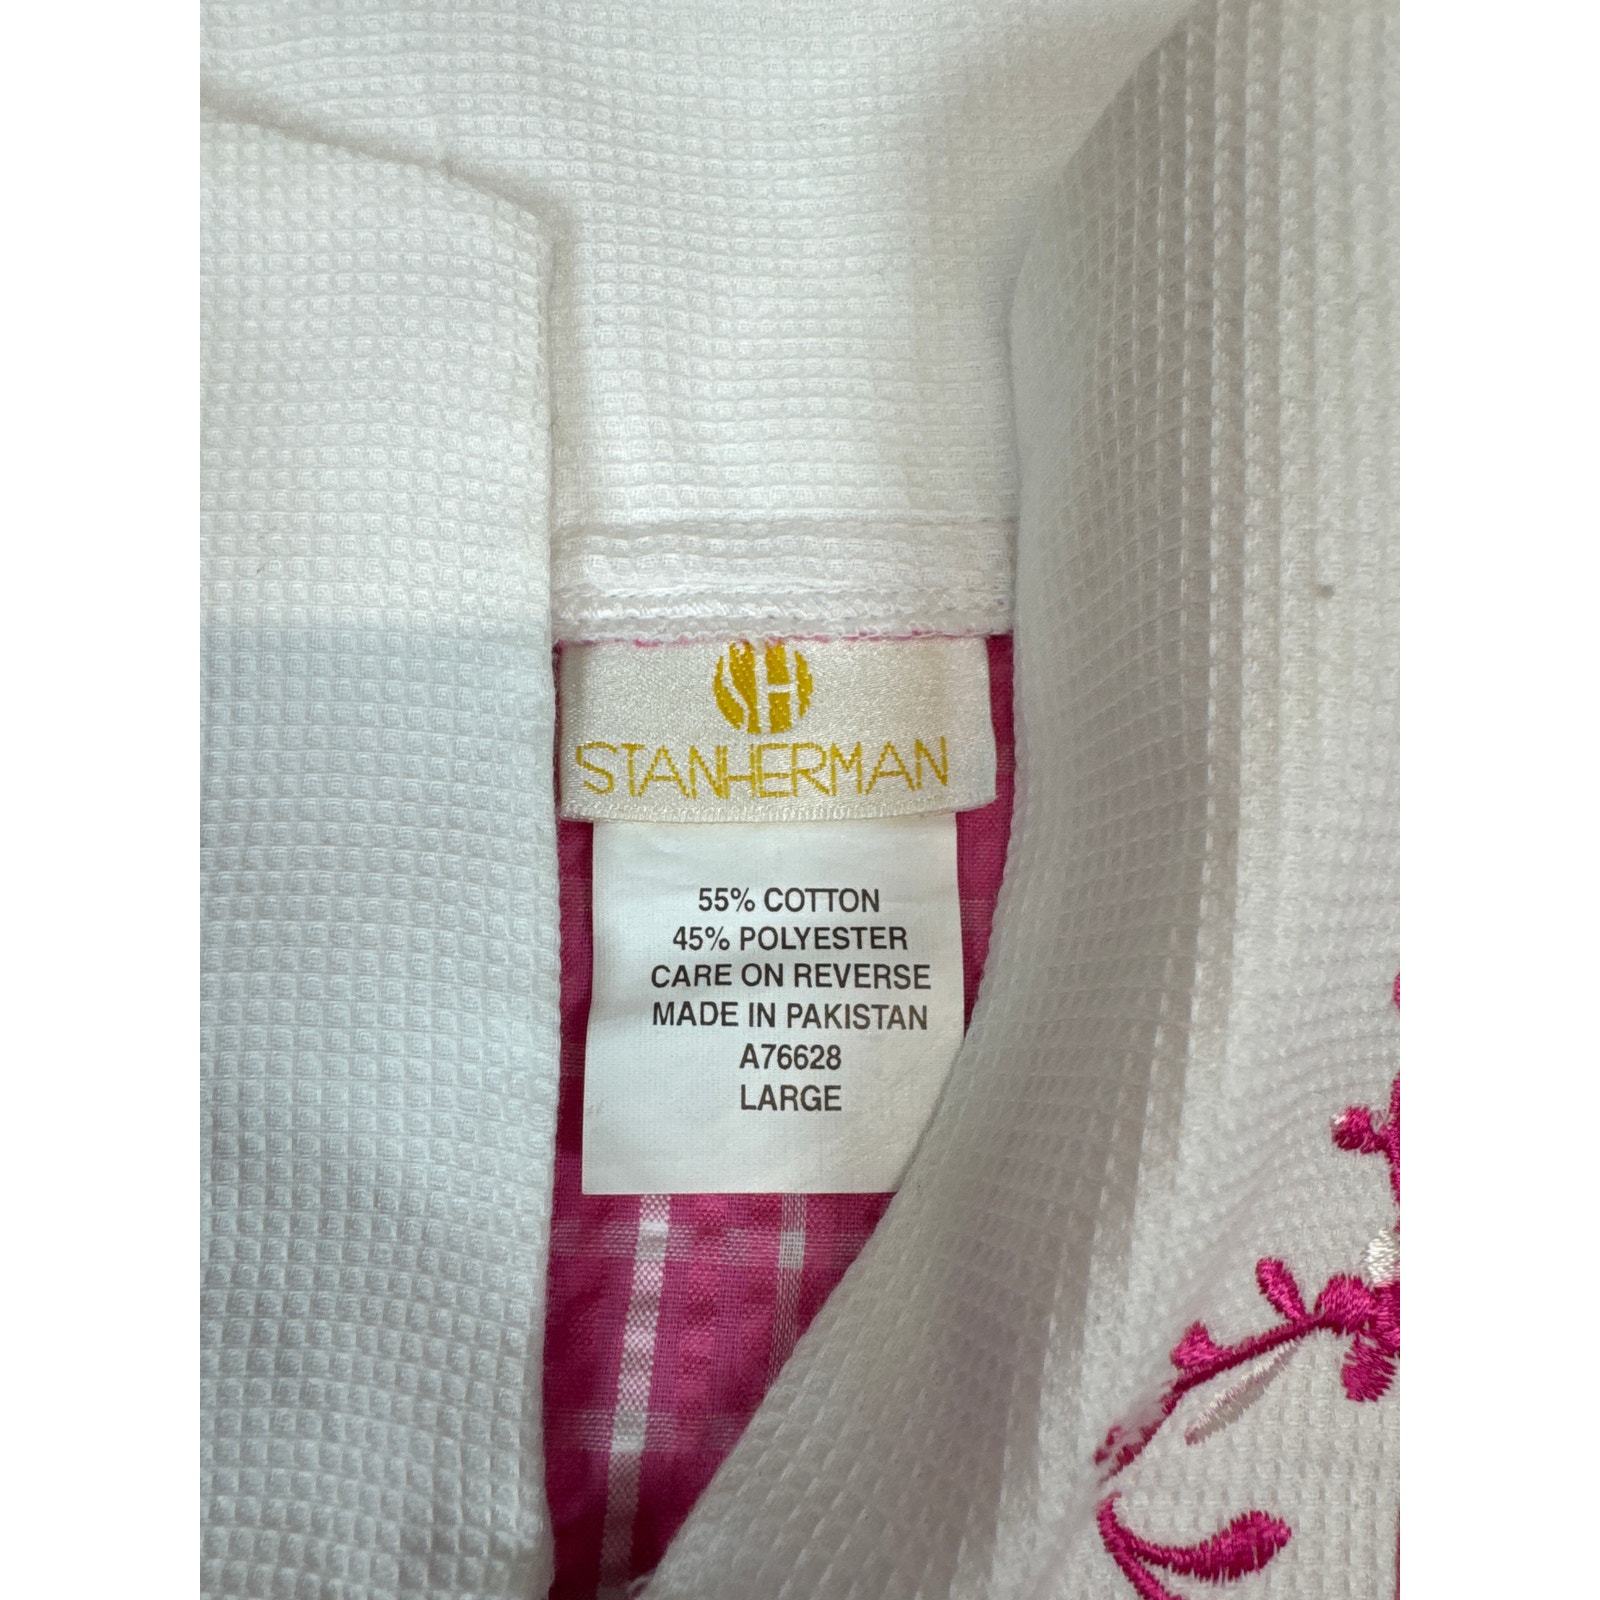 SH
STANHERMAN
55% COTTON
45% POLYESTER
CARE ON REVERSE
MADE IN PAKISTAN
A76628
LARGE